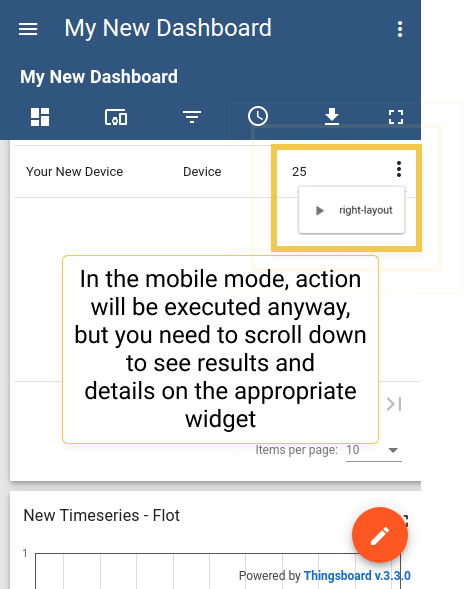 My New Dashboard
My New Dashboard
Your New Device Device 25
right-layout
In the mobile mode, action
will be executed anyway,
but you need to scroll down
to see results and
details on the appropriate
widget
Items per page: 10
New Timeseries - Flot
1
Powered by Thingsboard v.3.3.0